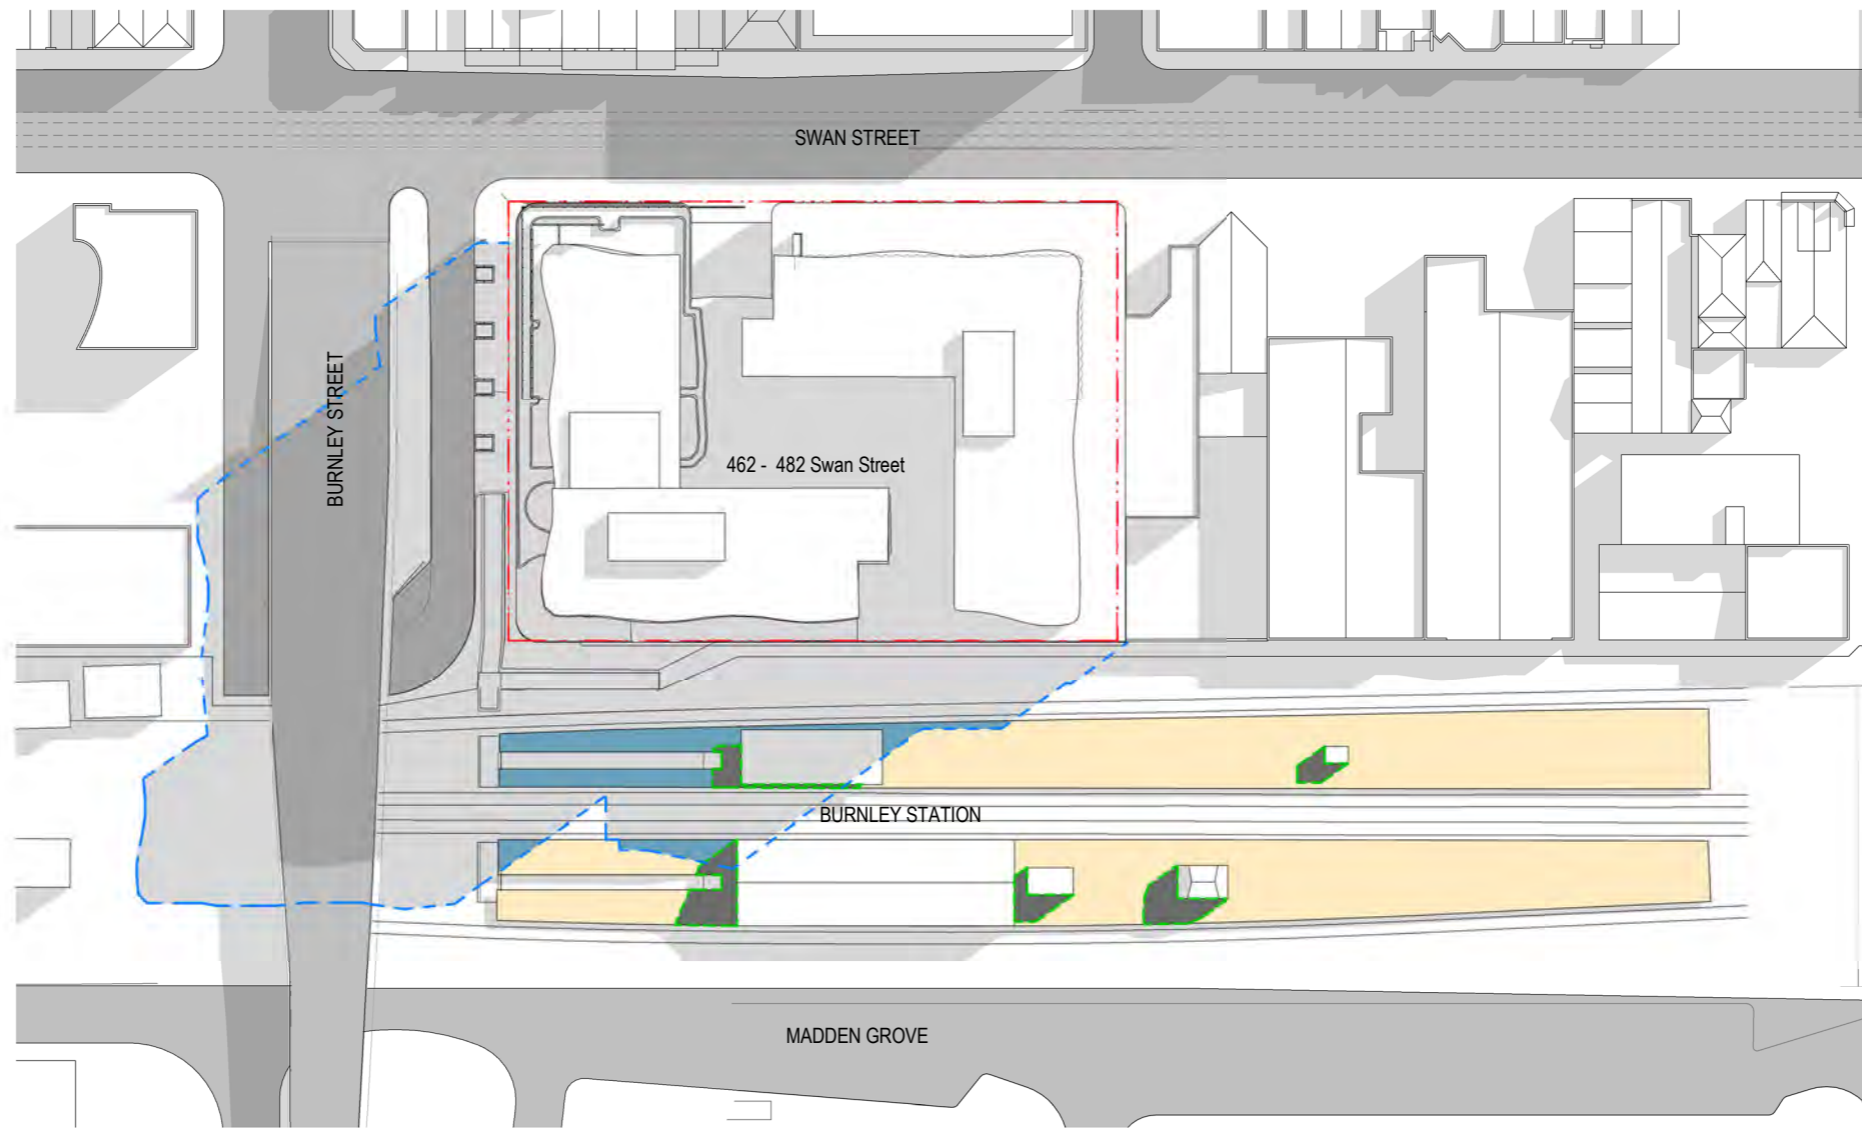 SWAN STREET
BURNLEY STREET
462 - 482 Swan Street
BURNLEY STATION
MADDEN GROVE